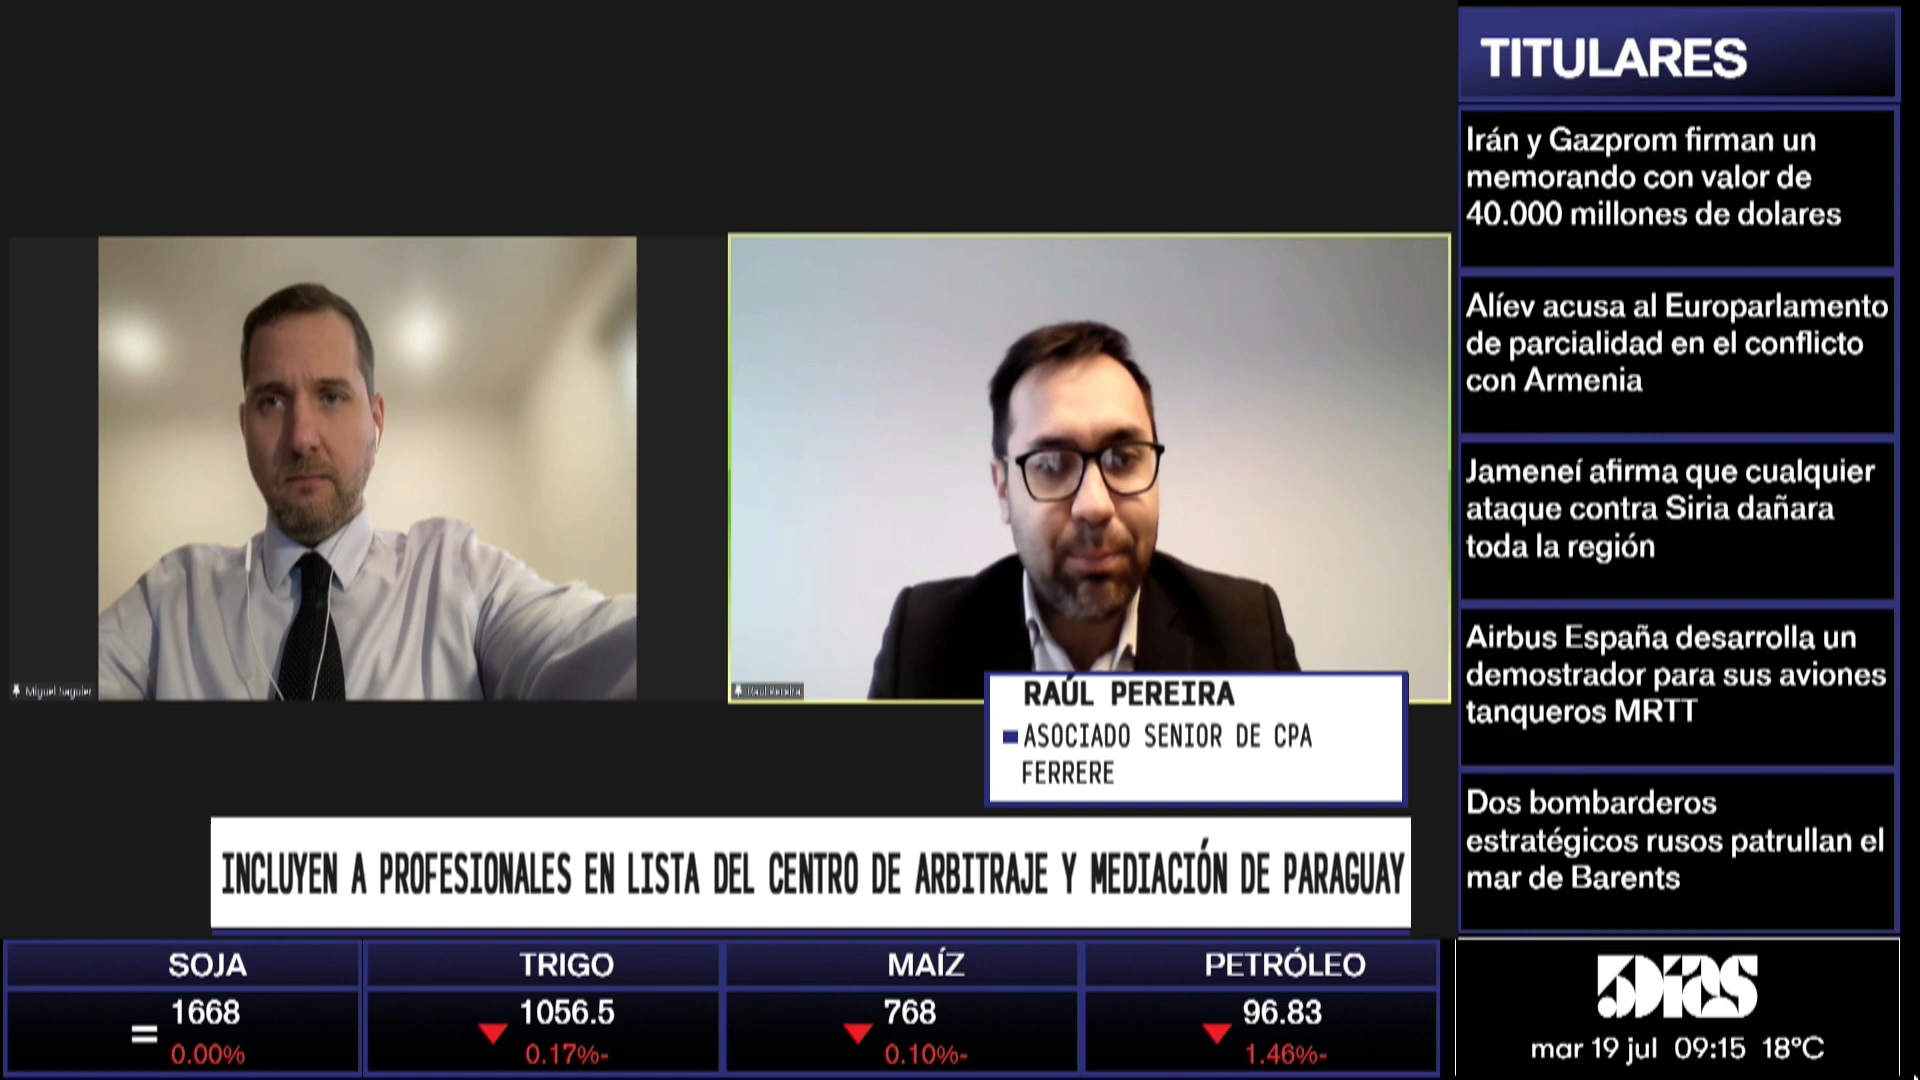 TITULARES
Irán y Gazprom firman un
memorando con valor de
40.000 millones de dolares
Alíev acusa al Europarlamento
de parcialidad en el conflicto
con Armenia
Jameneí afirma que cualquier
ataque contra Siria dañara
toda la región
Airbus España desarrolla un
demostrador para sus aviones
tanqueros MRTT
Dos bombarderos
estratégicos rusos patrullan el
mar de Barents
Miguel Saguier
Raúl Pereira
RAÚL PEREIRA
ASOCIADO SENIOR DE CPA
FERRERE
INCLUYEN A PROFESIONALES EN LISTA DEL CENTRO DE ARBITRAJE Y MEDIACIÓN DE PARAGUAY
SOJA
1668
0.00%
TRIGO
1056.5
0.17%-
MAÍZ
768
0.10%-
PETRÓLEO
96.83
1.46%-
5Días
mar 19 jul 09:15 18°C